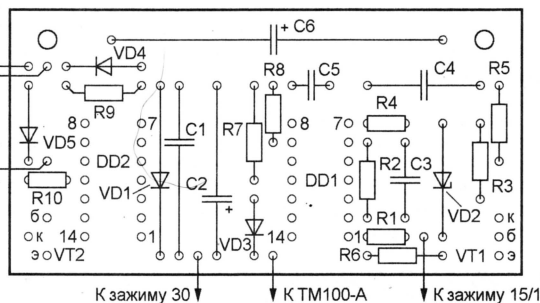 + C6
VD4
R8
C5
C4
R5
R9
8
7
C1
R7
8
7
R4
VD5
DD2
R2
C3
VD1
C2
DD1
R3
R10
+
VD2
б
R1
к
к
14
1
VD3
14
1
б
э
VT2
R6
VT1
э
К зажиму 30
К ТМ100-А
К зажиму 15/1